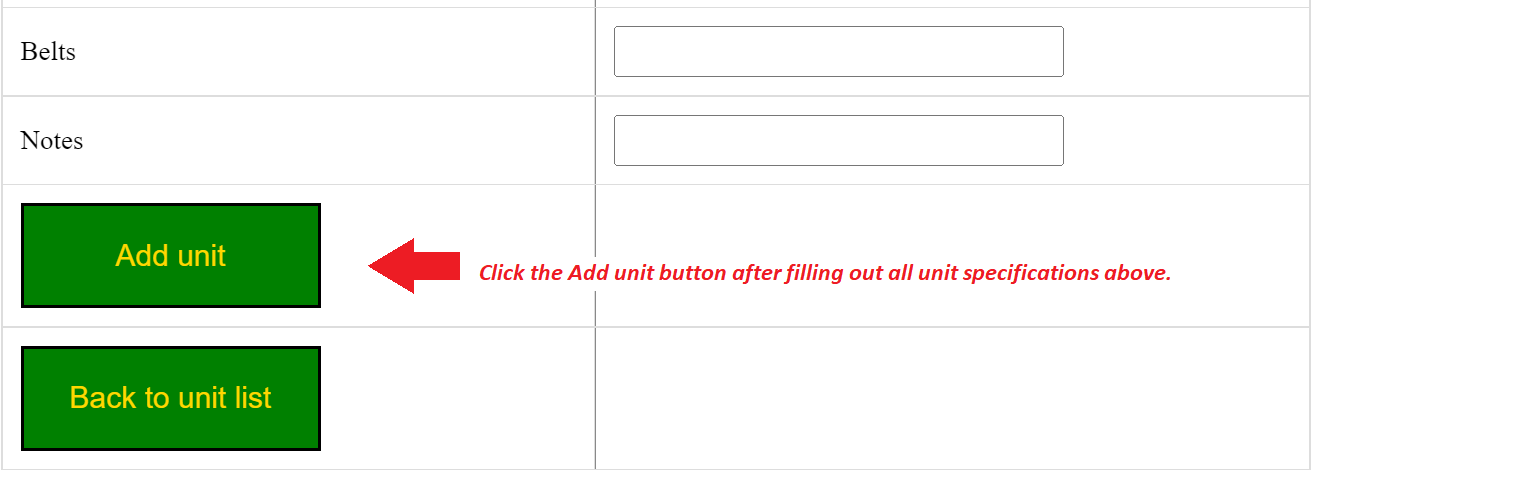 Belts
Notes
Add unit
Click the Add unit button after filling out all unit specifications above.
Back to unit list